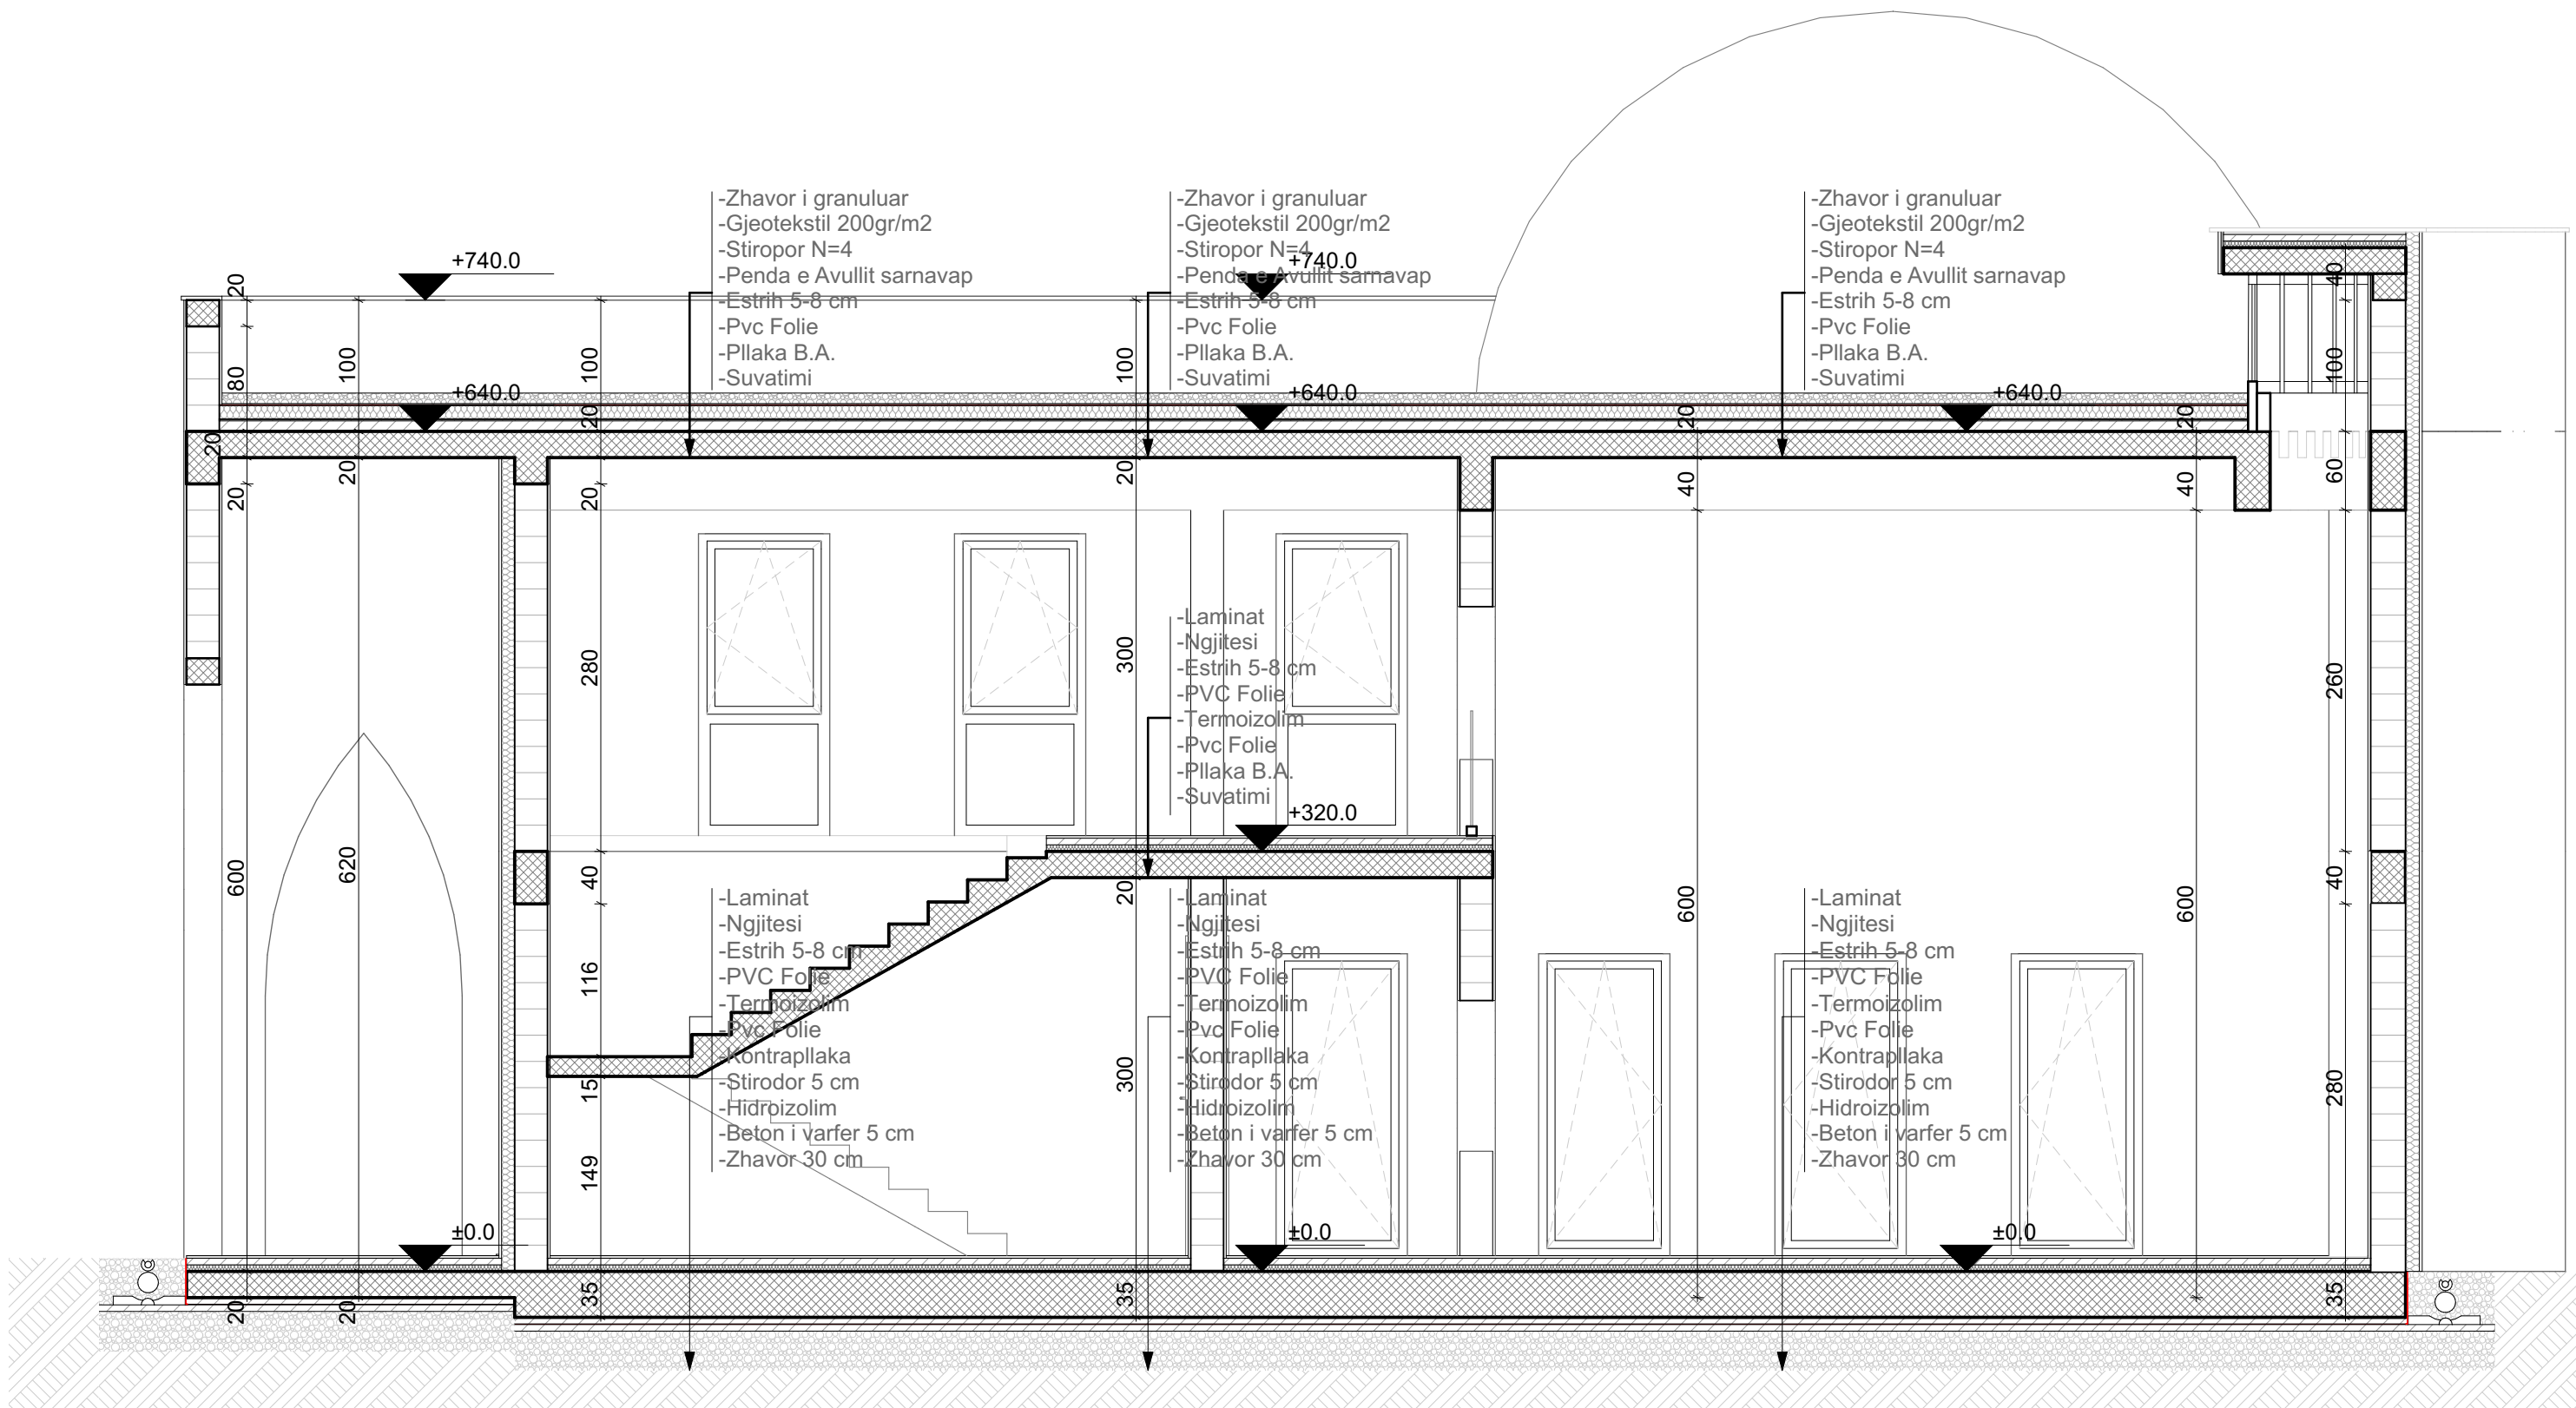 -Zhavor i granuluar
-Gjeotekstil 200gr/m2
-Stiropor N=4
-Penda e Avullit sarnavap
-Estrih 5-8 cm
-Pvc Folie
-Pllaka B.A.
-Suvatimi
-Zhavor i granuluar
-Gjeotekstil 200gr/m2
-Stiropor N=4
-Penda e Avullit sarnavap
-Estrih 5-8 cm
-Pvc Folie
-Pllaka B.A.
-Suvatimi
-Zhavor i granuluar
-Gjeotekstil 200gr/m2
-Stiropor N=4
-Penda e Avullit sarnavap
-Estrih 5-8 cm
-Pvc Folie
-Pllaka B.A.
-Suvatimi
+740.0
+740.0
+640.0
+640.0
+640.0
20
80
100
100
100
40
100
20
20
20
20
20
20
20
20
40
40
60
280
300
260
-Laminat
-Ngjitesi
-Estrih 5-8 cm
-PVC Folie
-Termoizolim
-Pvc Folie
-Pllaka B.A.
-Suvatimi
+320.0
600
620
40
20
600
600
40
116
15
149
300
280
-Laminat
-Ngjitesi
-Estrih 5-8 cm
-PVC Folie
-Termoizolim
-Pvc Folie
-Kontrapllaka
-Stirodor 5 cm
-Hidroizolim
-Beton i varfer 5 cm
-Zhavor 30 cm
-Laminat
-Ngjitesi
-Estrih 5-8 cm
-PVC Folie
-Termoizolim
-Pvc Folie
-Kontrapllaka
-Stirodor 5 cm
-Hidroizolim
-Beton i varfer 5 cm
-Zhavor 30 cm
-Laminat
-Ngjitesi
-Estrih 5-8 cm
-PVC Folie
-Termoizolim
-Pvc Folie
-Kontrapllaka
-Stirodor 5 cm
-Hidroizolim
-Beton i varfer 5 cm
-Zhavor 30 cm
±0.0
±0.0
±0.0
20
20
35
35
35